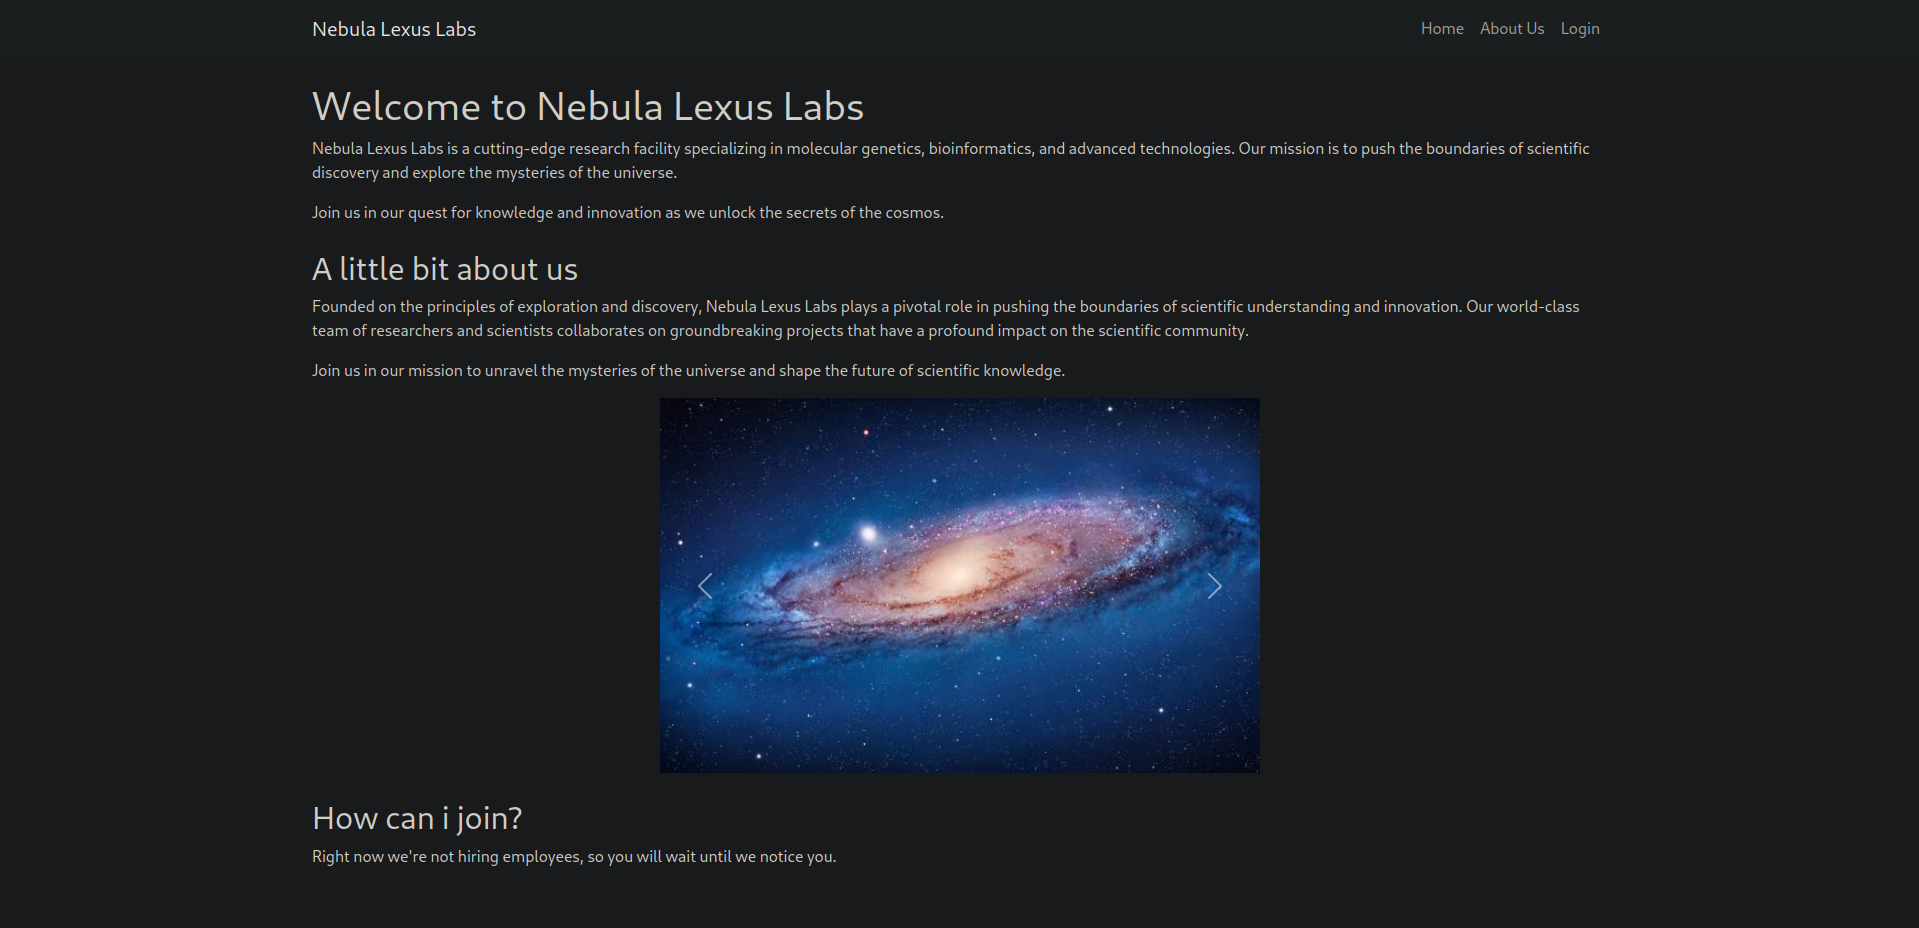 Nebula Lexus Labs
Home About Us Login
Welcome to Nebula Lexus Labs
Nebula Lexus Labs is a cutting-edge research facility specializing in molecular genetics, bioinformatics, and advanced technologies. Our mission is to push the boundaries of scientific
discovery and explore the mysteries of the universe.
Join us in our quest for knowledge and innovation as we unlock the secrets of the cosmos.
A little bit about us
Founded on the principles of exploration and discovery, Nebula Lexus Labs plays a pivotal role in pushing the boundaries of scientific understanding and innovation. Our world-class
team of researchers and scientists collaborates on groundbreaking projects that have a profound impact on the scientific community.
Join us in our mission to unravel the mysteries of the universe and shape the future of scientific knowledge.
How can i join?
Right now we're not hiring employees, so you will wait until we notice you.